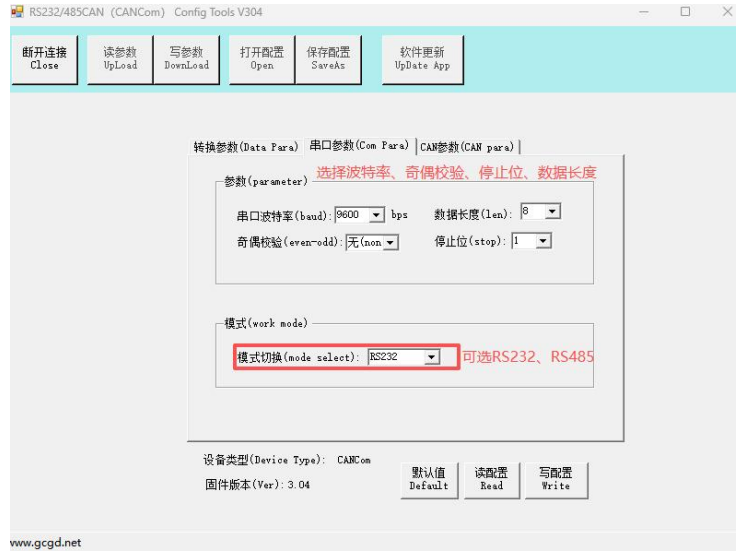 RS232/485CAN (CANCom) Config Tools V304
断开连接 读参数 写参数 打开配置 保存配置 软件更新
Close UpLoad DownLoad Open SaveAs UpDate App
转换参数(Data Para) 串口参数(Com Para) CAN参数(CAN para)
参数(parameter) 选择波特率、奇偶校验、停止位、数据长度
串口波特率(baud): 9600 bps 数据长度(len): 8
奇偶校验(even-odd): 无(non 停止位(stop): 1
模式(work mode)
模式切换(mode select): RS232 可选RS232、RS485
设备类型(Device Type): CANCom
固件版本(Ver): 3.04
默认值 读配置 写配置
Default Read Write
www.gcgd.net